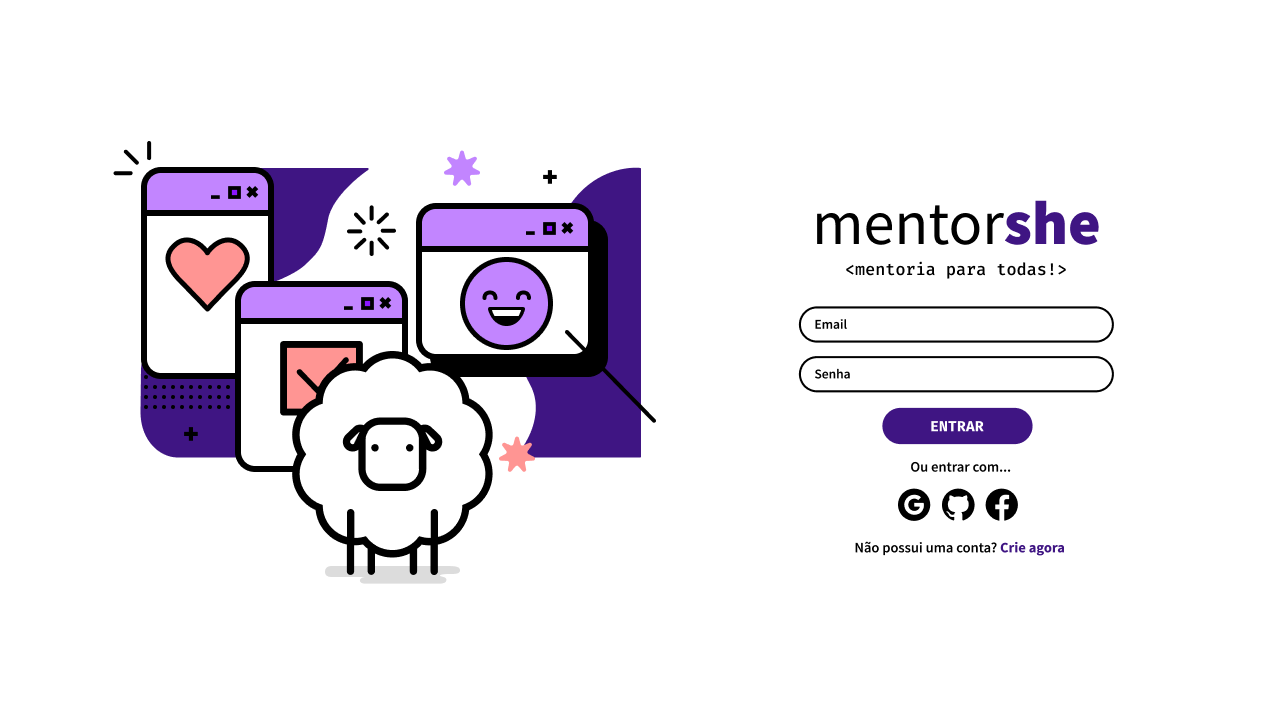 mentorshe
<mentoria para todas!>
Email
Senha
ENTRAR
Ou entrar com...
Não possui uma conta? Crie agora